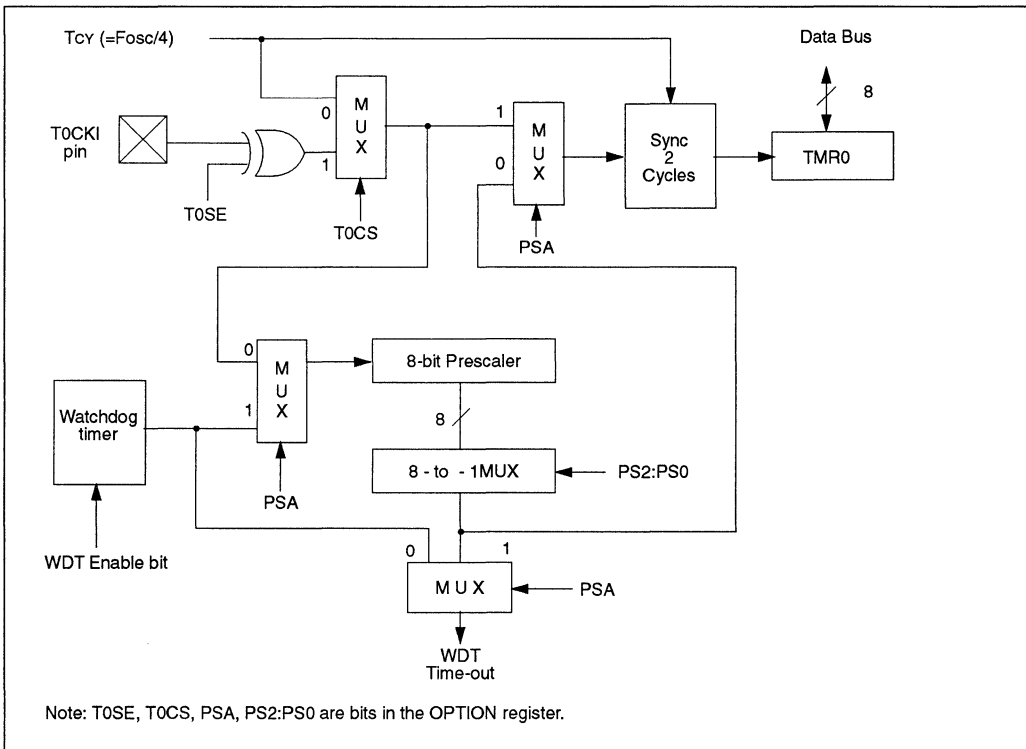 TCY (=Fosc/4)
Data Bus
8
T0CKI
pin
0
1
M
U
X
T0SE
T0CS
1
0
M
U
X
PSA
Sync
2
Cycles
TMR0
0
1
M
U
X
8-bit Prescaler
Watchdog
timer
8
PSA
8 - to - 1MUX
PS2:PS0
WDT Enable bit
0
1
M U X
PSA
WDT
Time-out
Note: T0SE, T0CS, PSA, PS2:PS0 are bits in the OPTION register.